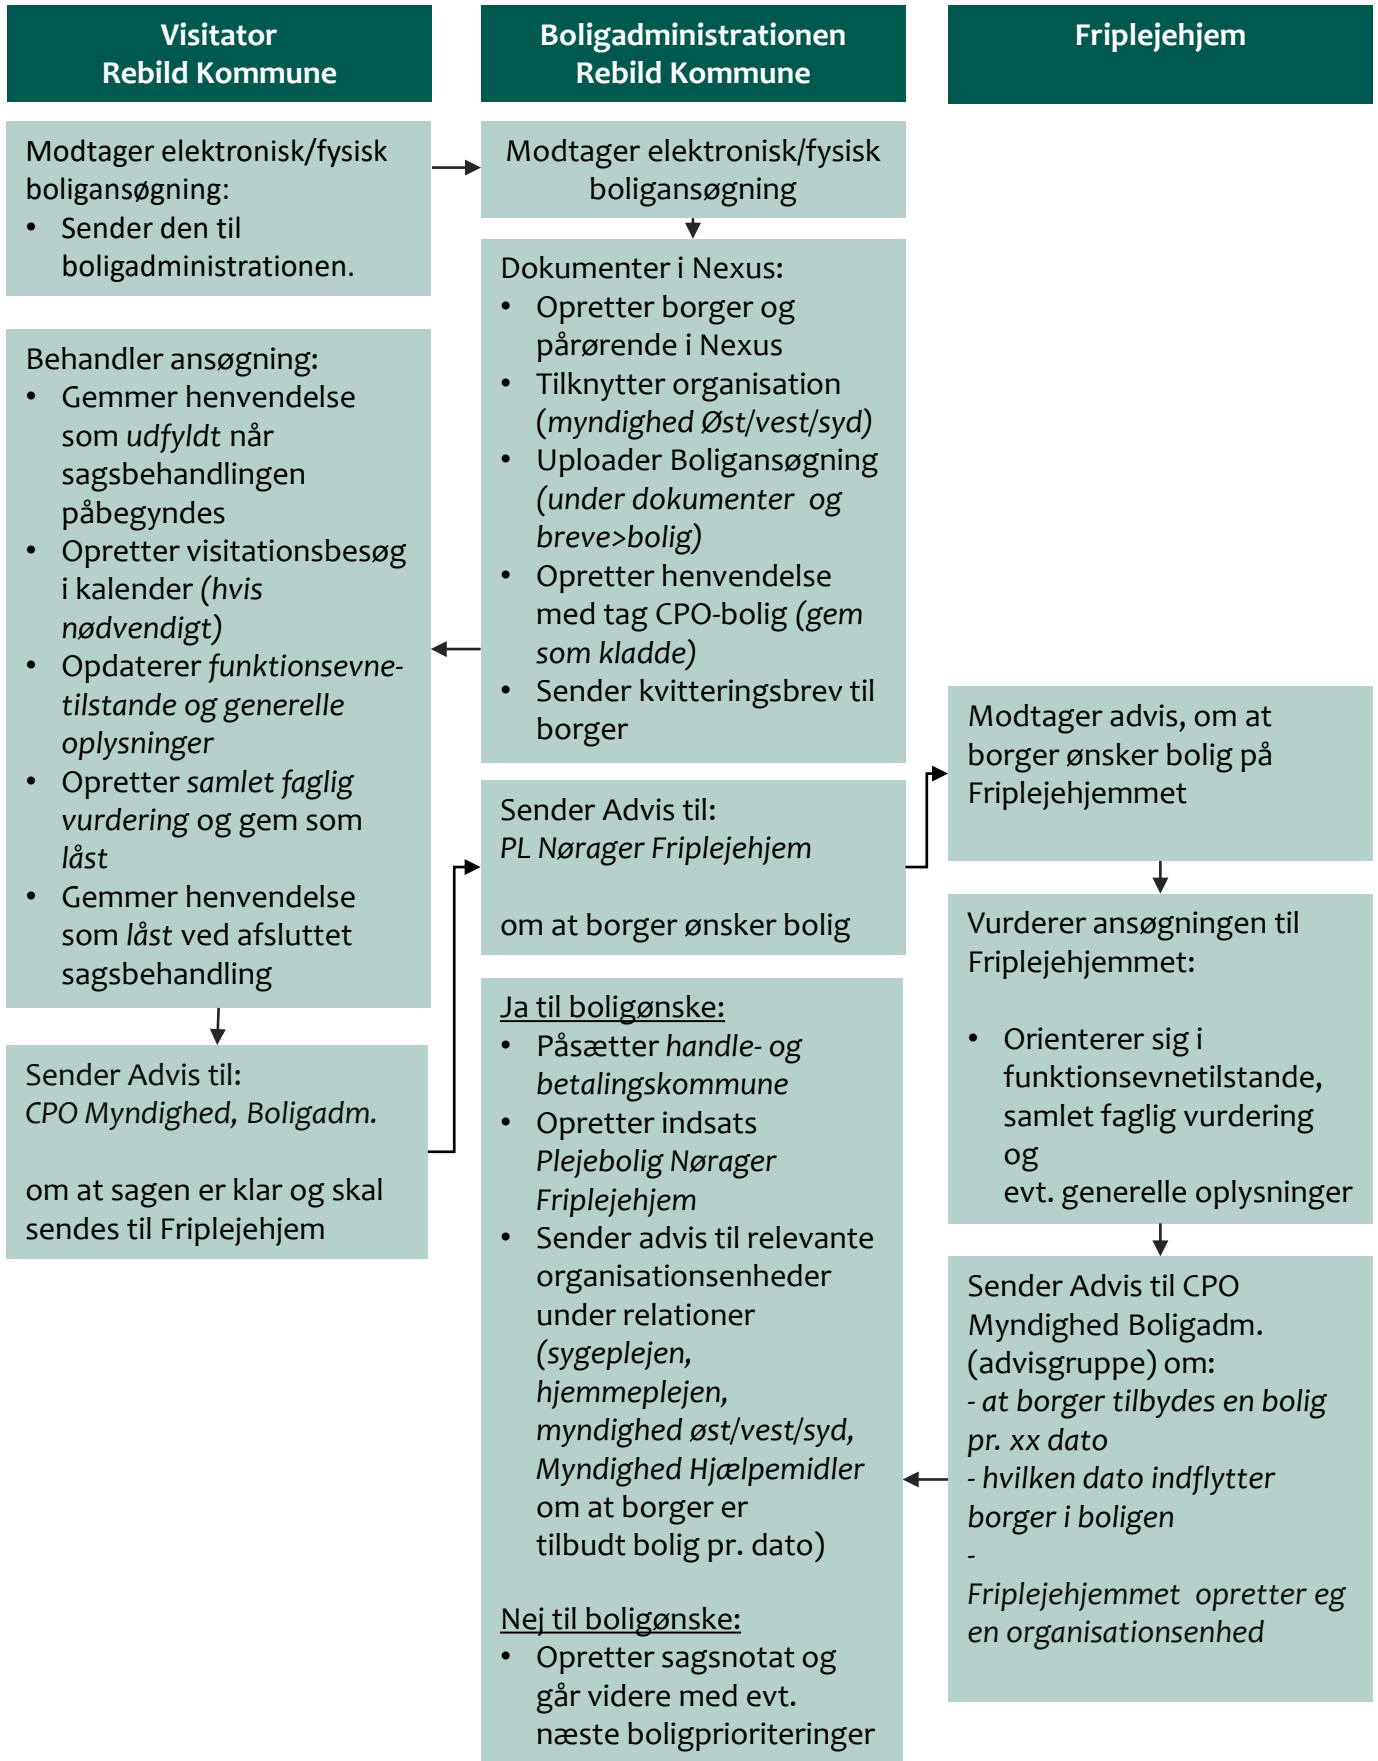 Visitator
Rebild Kommune
Boligadministrationen
Rebild Kommune
Friplejehjem
Modtager elektronisk/fysisk
boligansøgning:
• Sender den til
boligadministrationen.
Behandler ansøgning:
• Gemmer henvendelse
som udfyldt når
sagsbehandlingen
påbegyndes
• Opretter visitationsbesøg
i kalender (hvis
nødvendigt)
• Opdaterer funktionsevne-
tilstande og generelle
oplysninger
• Opretter samlet faglig
vurdering og gem som
låst
• Gemmer henvendelse
som låst ved afsluttet
sagsbehandling
Sender Advis til:
CPO Myndighed, Boligadm.
om at sagen er klar og skal
sendes til Friplejehjem
Modtager elektronisk/fysisk
boligansøgning
Dokumenter i Nexus:
• Opretter borger og
pårørende i Nexus
• Tilknytter organisation
(myndighed Øst/vest/syd)
• Uploader Boligansøgning
(under dokumenter og
breve>bolig)
• Opretter henvendelse
med tag CPO-bolig (gem
som kladde)
• Sender kvitteringsbrev til
borger
Sender Advis til:
PL Nørager Friplejehjem
om at borger ønsker bolig
Ja til boligønske:
• Påsætter handle- og
betalingskommune
• Opretter indsats
Plejebolig Nørager
Friplejehjem
• Sender advis til relevante
organisationsenheder
under relationer
(sygeplejen,
hjemmeplejen,
myndighed øst/vest/syd,
Myndighed Hjælpemidler
om at borger er
tilbudt bolig pr. dato)
Nej til boligønske:
• Opretter sagsnotat og
går videre med evt.
næste boligprioriteringer
Modtager advis, om at
borger ønsker bolig på
Friplejehjemmet
Vurderer ansøgningen til
Friplejehjemmet:
• Orienterer sig i
funktionsevnetilstande,
samlet faglig vurdering
og
evt. generelle oplysninger
Sender Advis til CPO
Myndighed Boligadm.
(advisgruppe) om:
- at borger tilbydes en bolig
pr. xx dato
- hvilken dato indflytter
borger i boligen
-
Friplejehjemmet opretter eg
en organisationsenhed